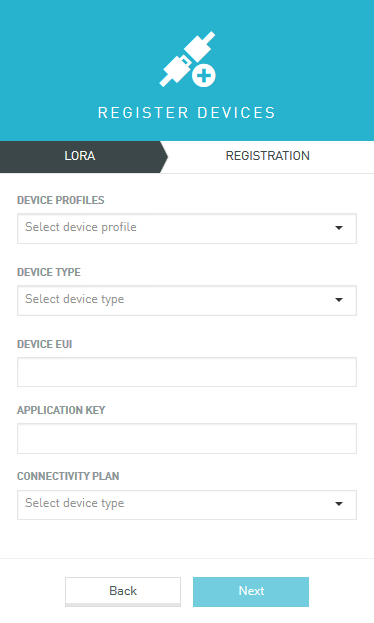 REGISTER DEVICES
LORA
REGISTRATION
DEVICE PROFILES
Select device profile
DEVICE TYPE
Select device type
DEVICE EUI
APPLICATION KEY
CONNECTIVITY PLAN
Select device type
Back
Next